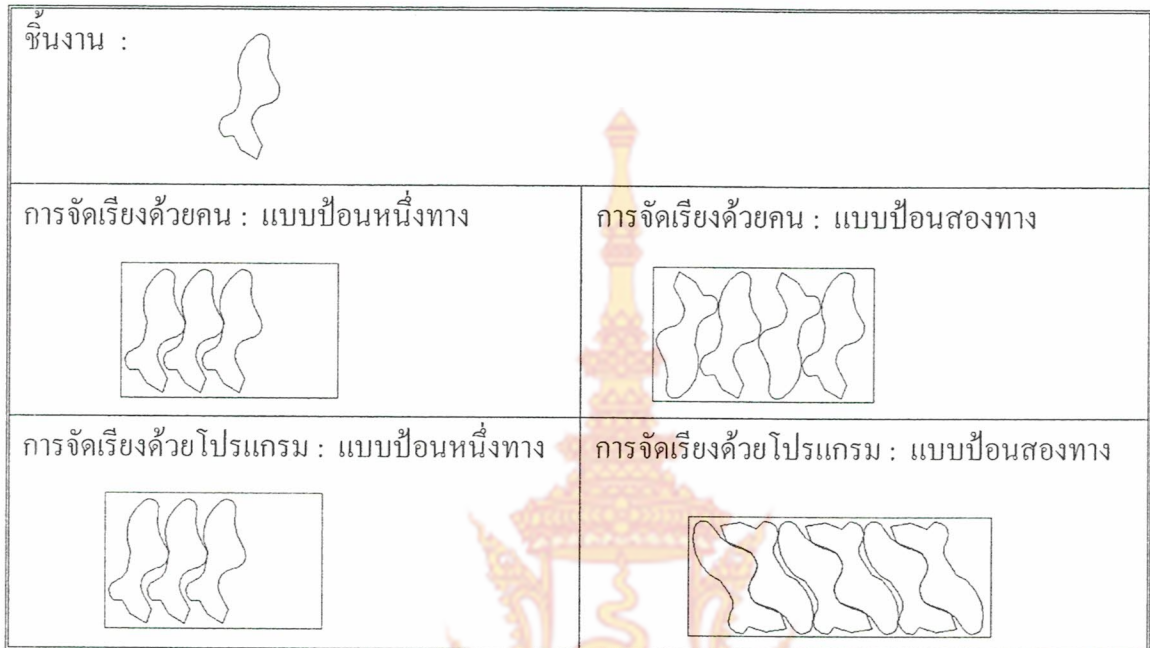 ชิ้นงาน :
การจัดเรียงด้วยคน : แบบป้อนหนึ่งทาง
การจัดเรียงด้วยคน : แบบป้อนสองทาง
การจัดเรียงด้วยโปรแกรม : แบบป้อนหนึ่งทาง
การจัดเรียงด้วยโปรแกรม : แบบป้อนสองทาง